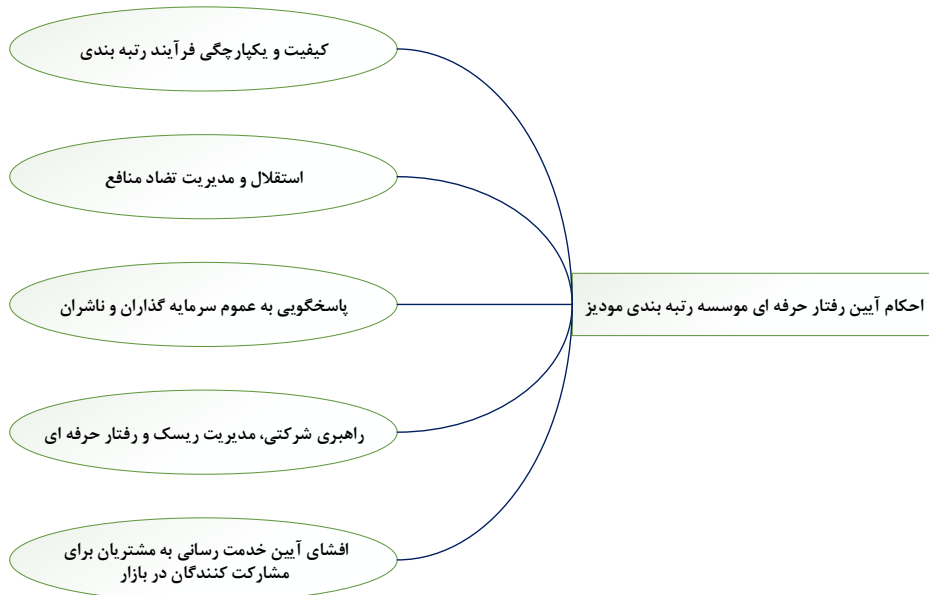 احکام آیین رفتار حرفه ای موسسه رتبه بندی مودیز
کیفیت و یکپارچگی فرآیند رتبه بندی
استقلال و مدیریت تضاد منافع
پاسخگویی به عموم سرمایه گذاران و ناشران
راهبری شرکتی، مدیریت ریسک و رفتار حرفه ای
افشای آیین خدمت رسانی به مشتریان برای
مشارکت کنندگان در بازار